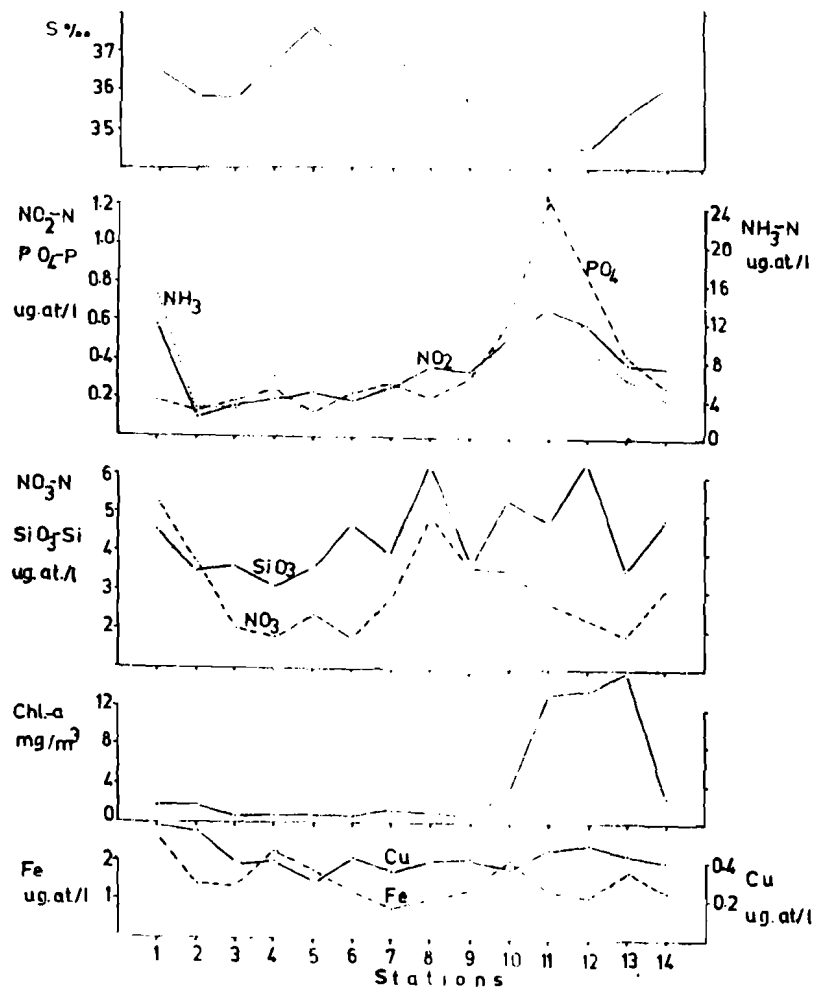 S ‰
37
36
35
NO2-N
PO4-P
ug.at/l
1.2
1.0
0.8
0.6
0.4
0.2
NH3
NO2
PO4
24
20
16
12
8
4
0
NH3-N
ug.at/l
NO3-N
SiO3-Si
ug.at./l
6
5
4
3
2
SiO3
NO3
Chl.-a
mg/m3
12
8
4
0
Fe
ug.at/l
2
1
Cu
Fe
0.4
0.2
Cu
ug.at/l
1 2 3 4 5 6 7 8 9 10 11 12 13 14
Stations